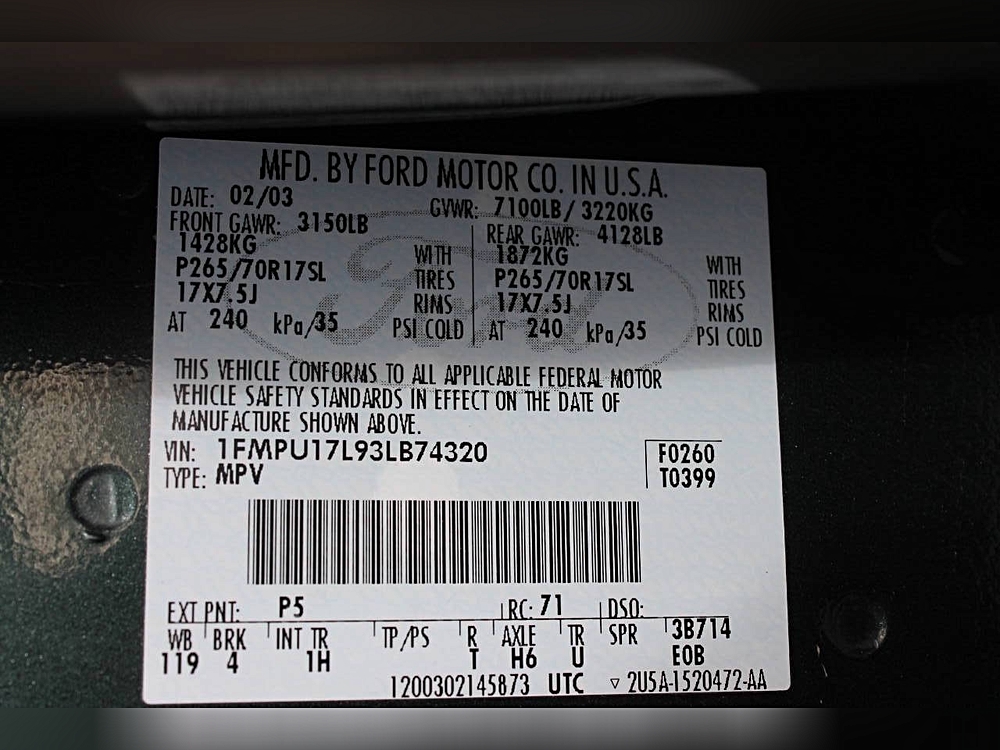 MFD. BY FORD MOTOR CO. IN U.S.A.
DATE: 02/03 GVWR: 7100LB/ 3220KG
FRONT GAWR: 3150LB REAR GAWR: 4128LB
1428KG WITH 1872KG WITH
P265/70R17SL TIRES P265/70R17SL TIRES
17X7.5J RIMS 17X7.5J RIMS
AT 240 kPa/35 PSI COLD AT 240 kPa/35 PSI COLD
Ford
THIS VEHICLE CONFORMS TO ALL APPLICABLE FEDERAL MOTOR
VEHICLE SAFETY STANDARDS IN EFFECT ON THE DATE OF
MANUFACTURE SHOWN ABOVE.
VIN: 1FMPU17L93LB74320 F0260
TYPE: MPV T0399
EXT PNT: P5 RC: 71 DSO:
WB BRK INT TR TP/PS R AXLE TR SPR 3B714
119 4 1H T H6 U E0B
1200302145873 UTC ▽ 2U5A-1520472-AA